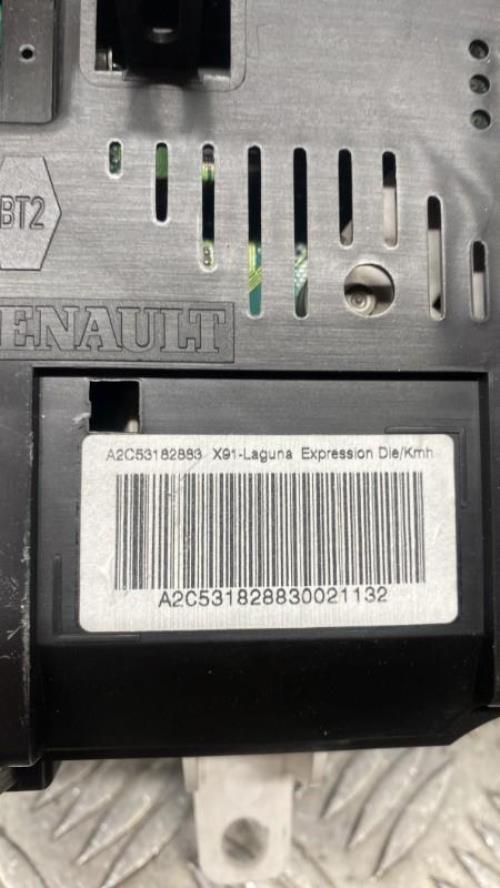 BT2
RENAULT
A2C53182883 X91-Laguna Expression Die/Kmh
A2C531828830021132